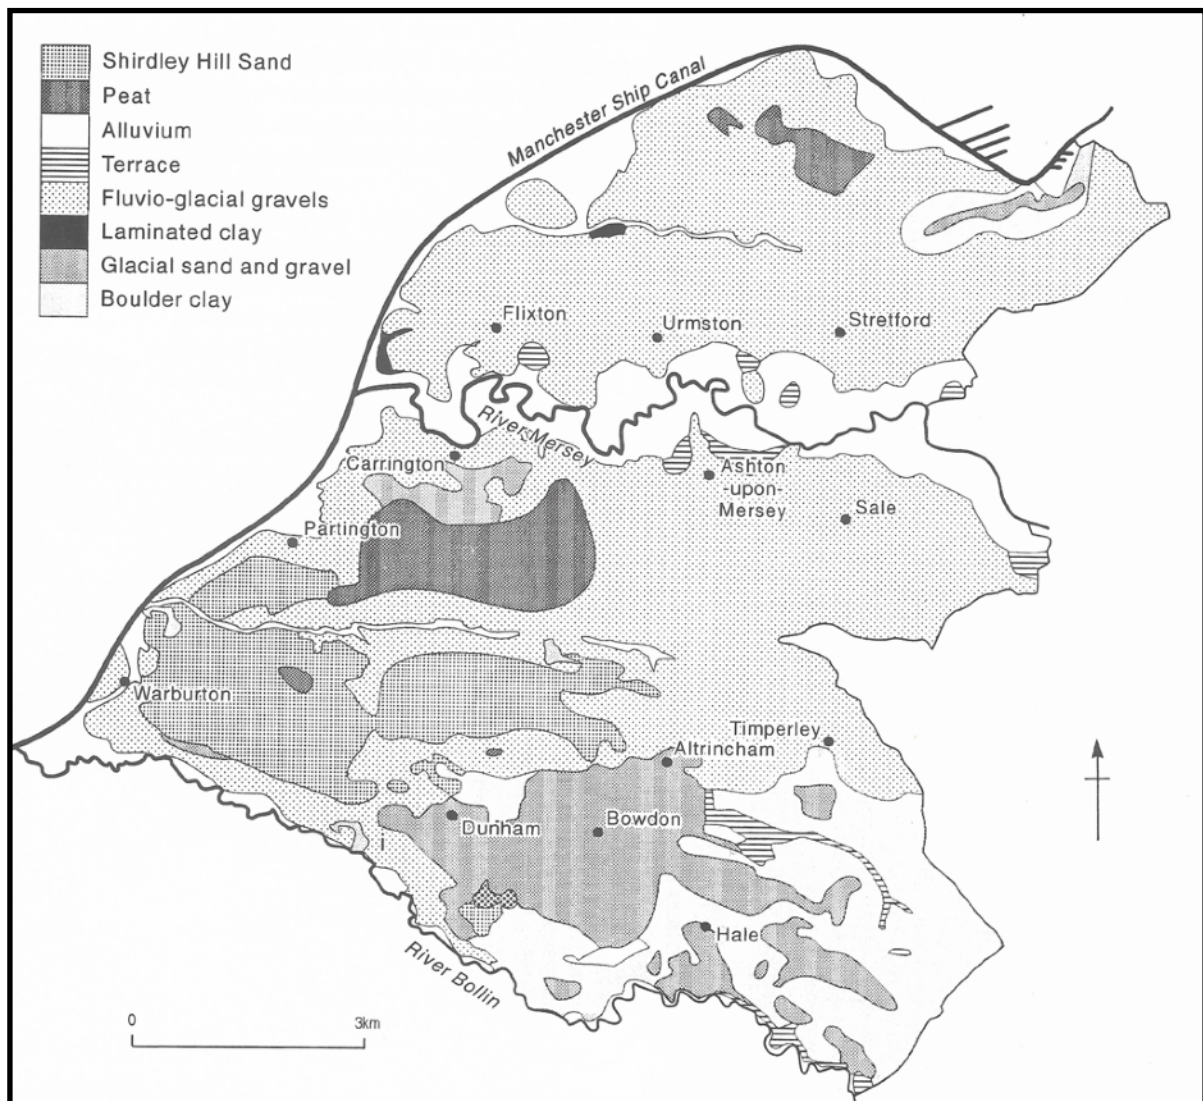 Shirdley Hill Sand
Peat
Alluvium
Terrace
Fluvio-glacial gravels
Laminated clay
Glacial sand and gravel
Boulder clay
Manchester Ship Canal
Flixton
Urmston
Stretford
River Mersey
Carrington
Ashton
-upon-
Mersey
Sale
Partington
Warburton
Timperley
Altrincham
Dunham
Bowdon
Hale
River Bollin
0
3km